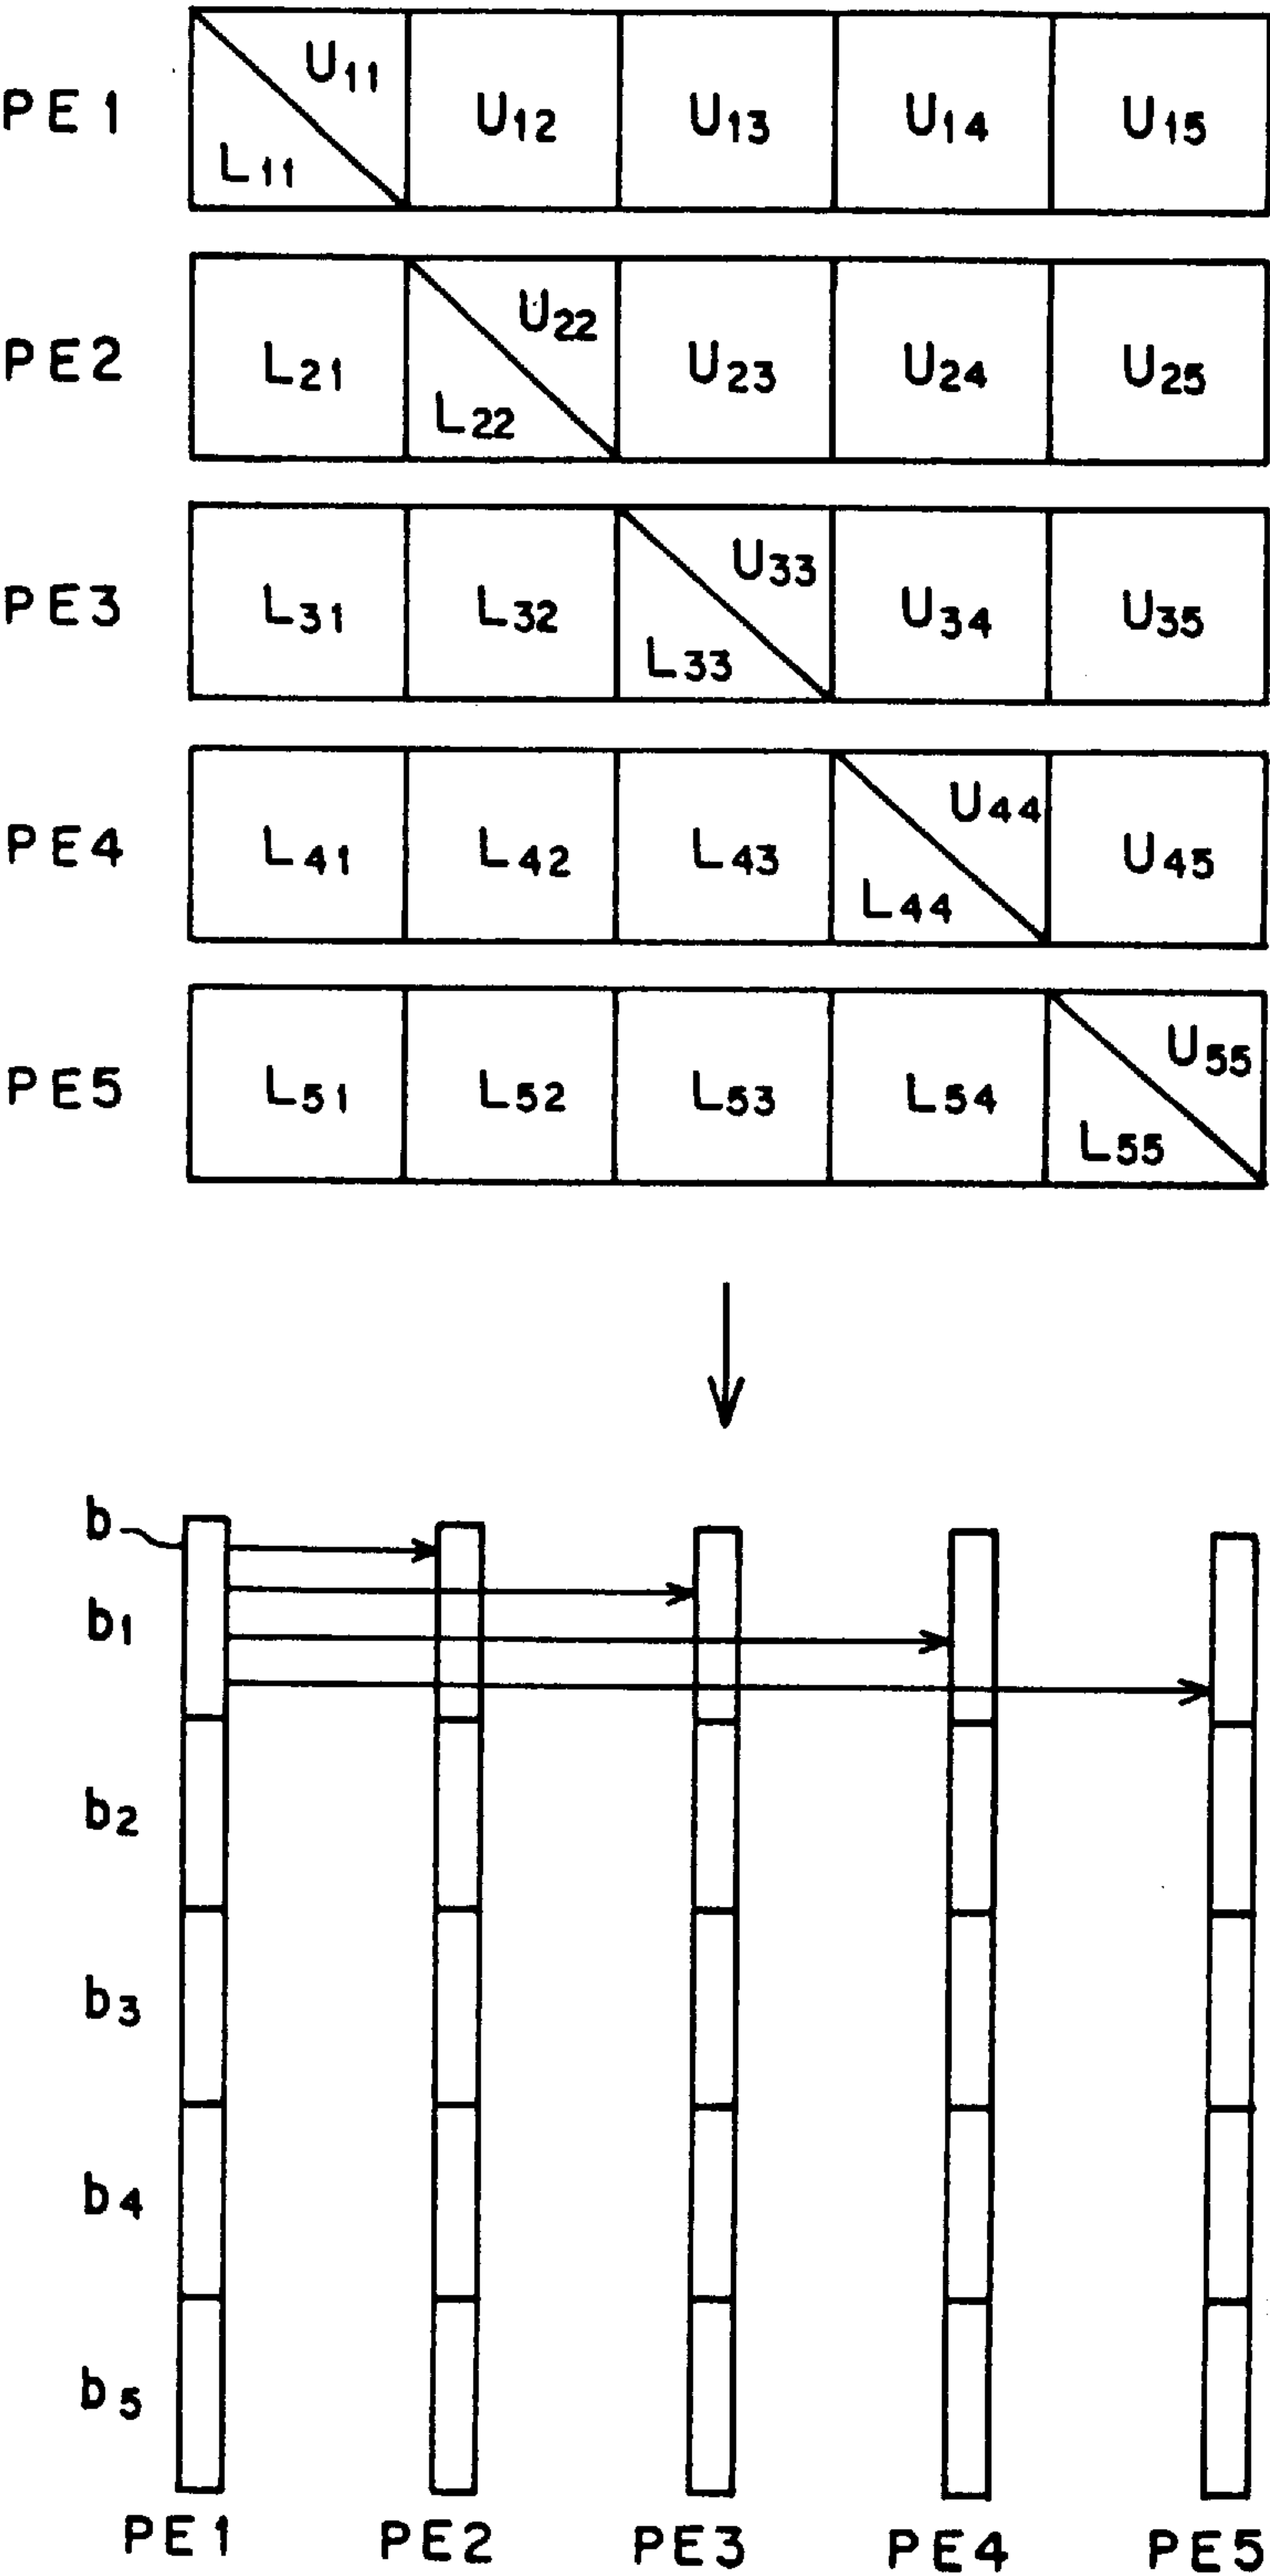 PE1 L11 U11 U12 U13 U14 U15
PE2 L21 L22 U22 U23 U24 U25
PE3 L31 L32 L33 U33 U34 U35
PE4 L41 L42 L43 L44 U44 U45
PE5 L51 L52 L53 L54 L55 U55
b
b1
b2
b3
b4
b5
PE1 PE2 PE3 PE4 PE5